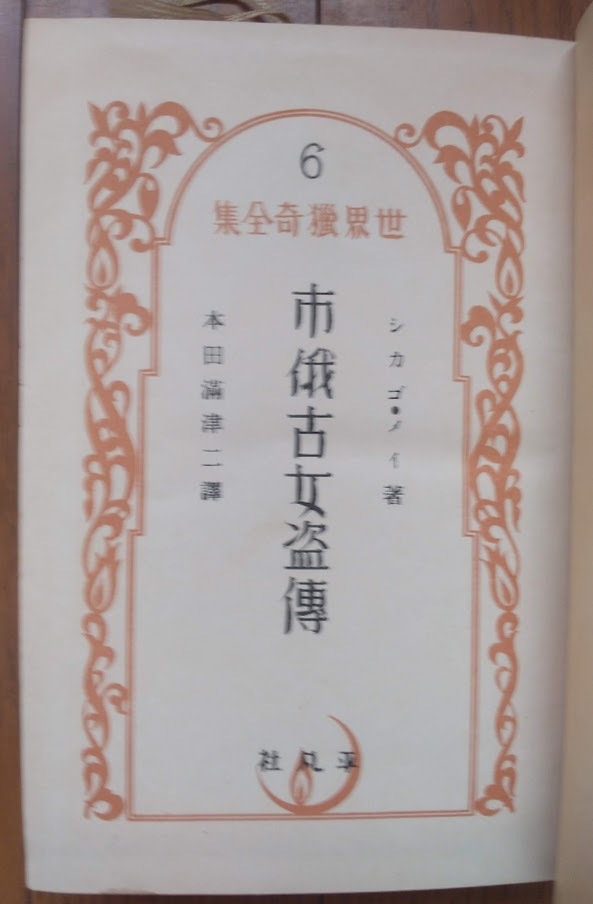 6
世界獵奇全集
シカゴ•メイ著
市俄古女盗傳
本田滿津二譯
平凡社